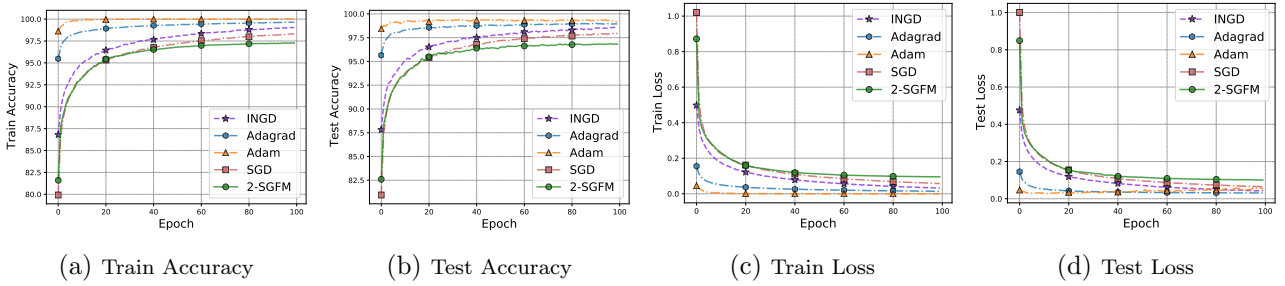 100.0
97.5
95.0
92.5
90.0
87.5
85.0
82.5
80.0
Train Accuracy
0
20
40
60
80
100
Epoch
INGD
Adagrad
Adam
SGD
2-SGFM
(a) Train Accuracy
100.0
97.5
95.0
92.5
90.0
87.5
85.0
82.5
Test Accuracy
0
20
40
60
80
100
Epoch
INGD
Adagrad
Adam
SGD
2-SGFM
(b) Test Accuracy
1.0
0.8
0.6
0.4
0.2
0.0
Train Loss
0
20
40
60
80
100
Epoch
INGD
Adagrad
Adam
SGD
2-SGFM
(c) Train Loss
1.0
0.8
0.6
0.4
0.2
0.0
Test Loss
0
20
40
60
80
100
Epoch
INGD
Adagrad
Adam
SGD
2-SGFM
(d) Test Loss